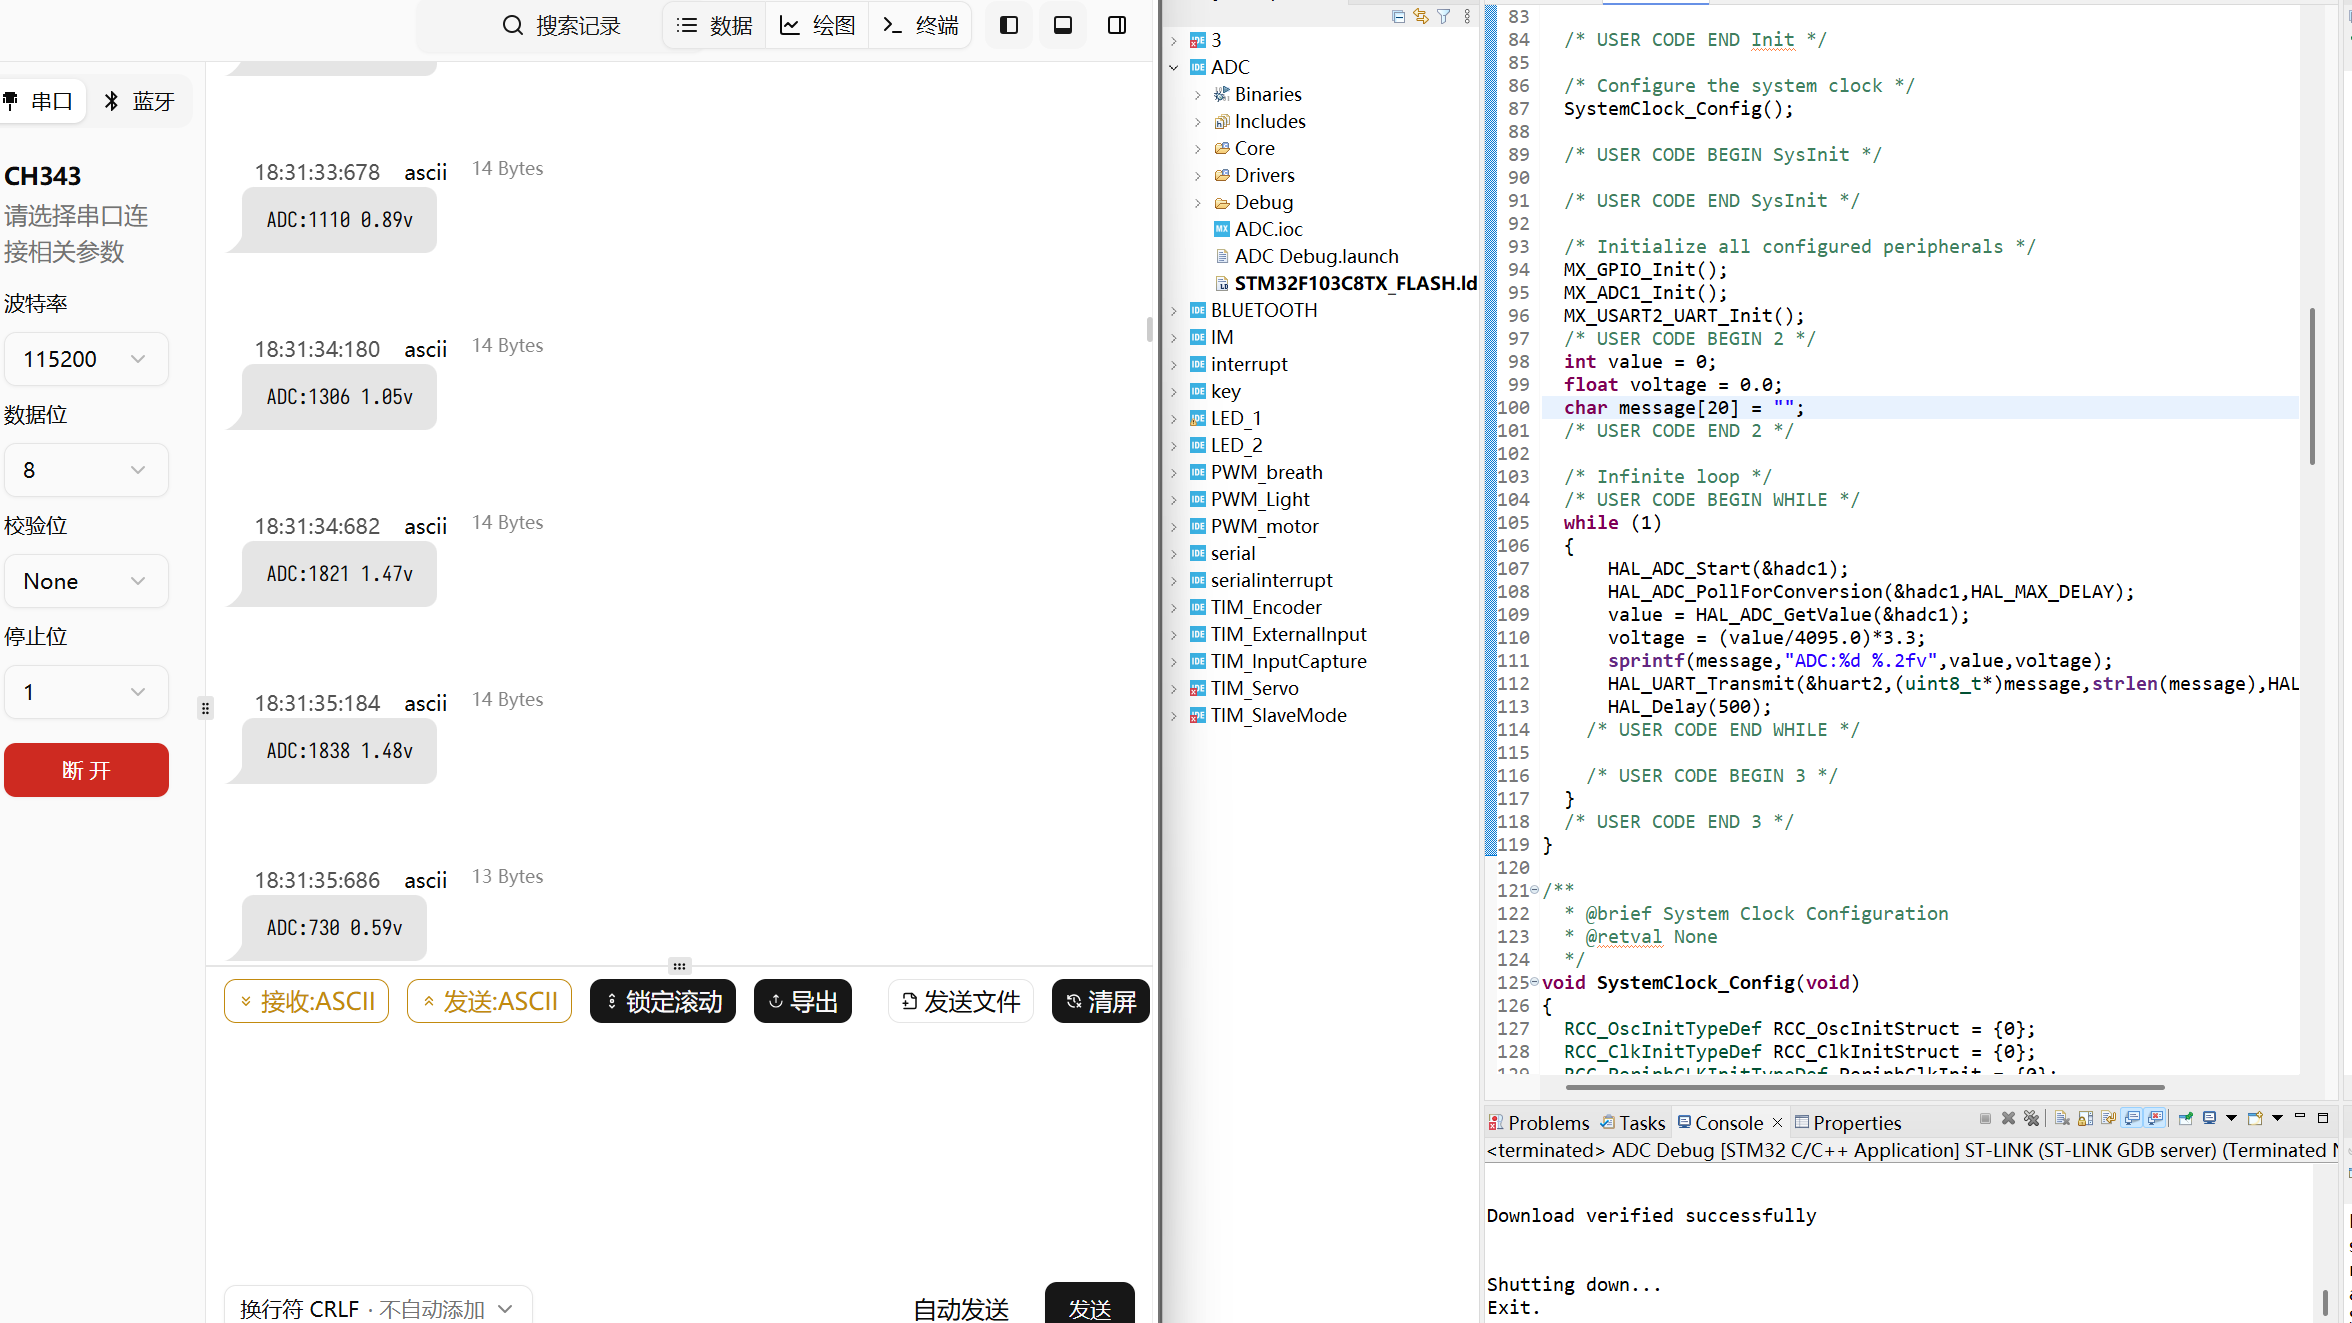 搜索记录
数据
绘图
终端
串口
蓝牙
CH343
请选择串口连
接相关参数
波特率
115200
数据位
8
校验位
None
停止位
1
断 开
18:31:33:678 ascii 14 Bytes
ADC:1110 0.89v
18:31:34:180 ascii 14 Bytes
ADC:1306 1.05v
18:31:34:682 ascii 14 Bytes
ADC:1821 1.47v
18:31:35:184 ascii 14 Bytes
ADC:1838 1.48v
18:31:35:686 ascii 13 Bytes
ADC:730 0.59v
接收:ASCII
发送:ASCII
锁定滚动
导出
发送文件
清屏
换行符 CRLF · 不自动添加
自动发送
发送
3
ADC
Binaries
Includes
Core
Drivers
Debug
ADC.ioc
ADC Debug.launch
STM32F103C8TX_FLASH.ld
BLUETOOTH
IM
interrupt
key
LED_1
LED_2
PWM_breath
PWM_Light
PWM_motor
serial
serialinterrupt
TIM_Encoder
TIM_ExternalInput
TIM_InputCapture
TIM_Servo
TIM_SlaveMode
83
84 /* USER CODE END Init */
85
86 /* Configure the system clock */
87 SystemClock_Config();
88
89 /* USER CODE BEGIN SysInit */
90
91 /* USER CODE END SysInit */
92
93 /* Initialize all configured peripherals */
94 MX_GPIO_Init();
95 MX_ADC1_Init();
96 MX_USART2_UART_Init();
97 /* USER CODE BEGIN 2 */
98 int value = 0;
99 float voltage = 0.0;
100 char message[20] = "";
101 /* USER CODE END 2 */
102
103 /* Infinite loop */
104 /* USER CODE BEGIN WHILE */
105 while (1)
106 {
107 HAL_ADC_Start(&hadc1);
108 HAL_ADC_PollForConversion(&hadc1,HAL_MAX_DELAY);
109 value = HAL_ADC_GetValue(&hadc1);
110 voltage = (value/4095.0)*3.3;
111 sprintf(message,"ADC:%d %.2fv",value,voltage);
112 HAL_UART_Transmit(&huart2,(uint8_t*)message,strlen(message),HAL
113 HAL_Delay(500);
114 /* USER CODE END WHILE */
115
116 /* USER CODE BEGIN 3 */
117 }
118 /* USER CODE END 3 */
119 }
120
121 /**
122 * @brief System Clock Configuration
123 * @retval None
124 */
125 void SystemClock_Config(void)
126 {
127 RCC_OscInitTypeDef RCC_OscInitStruct = {0};
128 RCC_ClkInitTypeDef RCC_ClkInitStruct = {0};
129 RCC_PeriphCLKInitTypeDef PeriphClkInit = {0};
Problems
Tasks
Console
Properties
<terminated> ADC Debug [STM32 C/C++ Application] ST-LINK (ST-LINK GDB server) (Terminated
Download verified successfully
Shutting down...
Exit.